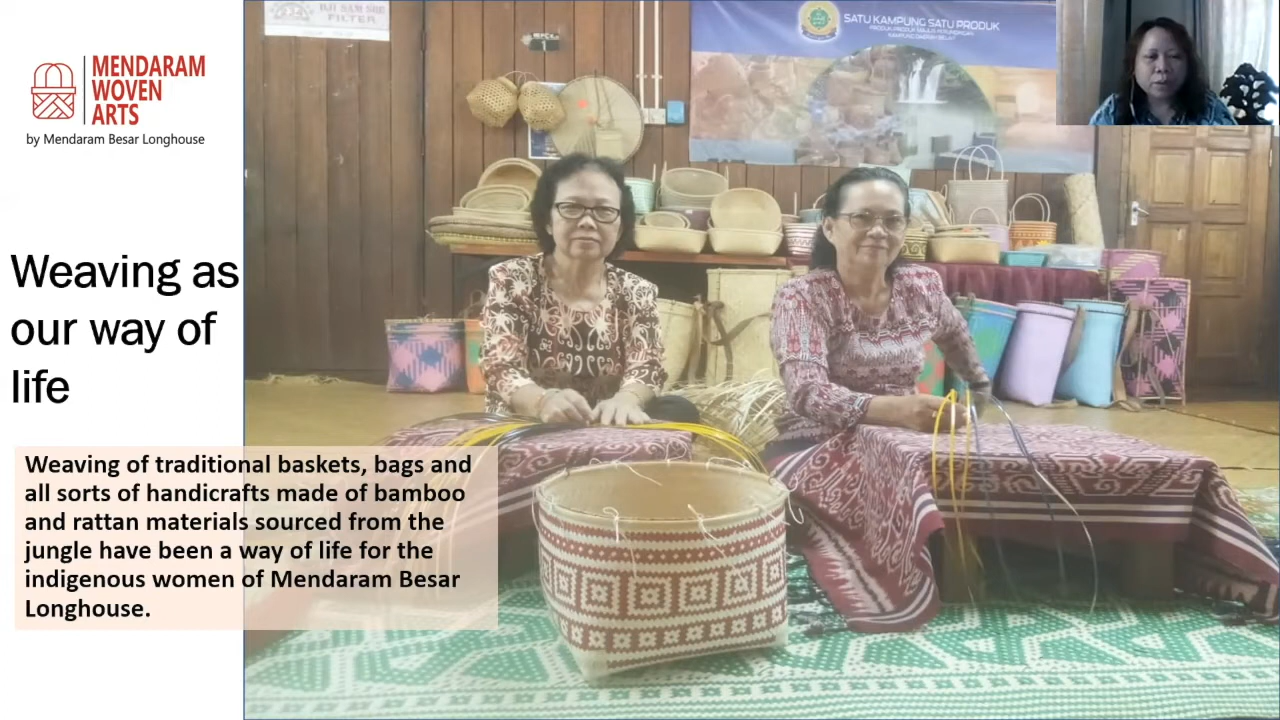 MENDARAM
WOVEN
ARTS
by Mendaram Besar Longhouse
FILTER
SATU KAMPUNG SATU PRODUK
Weaving as
our way of
life
Weaving of traditional baskets, bags and
all sorts of handicrafts made of bamboo
and rattan materials sourced from the
jungle have been a way of life for the
indigenous women of Mendaram Besar
Longhouse.